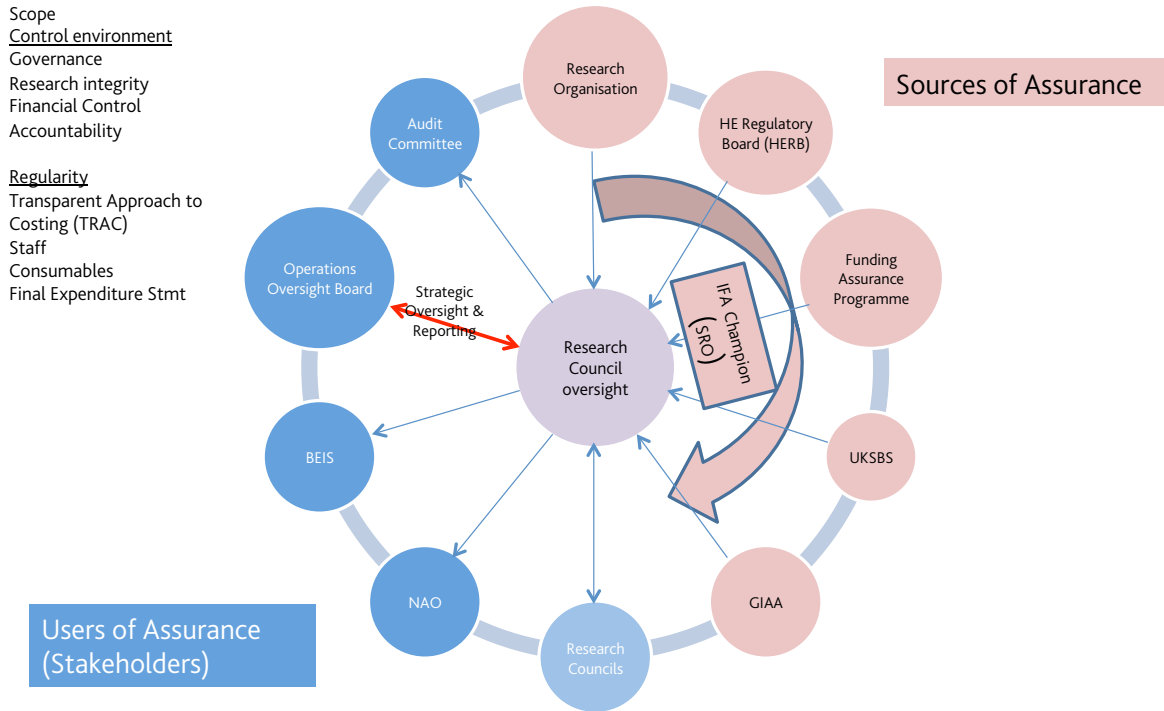 Scope
Control environment
Governance
Research integrity
Financial Control
Accountability
Regularity
Transparent Approach to
Costing (TRAC)
Staff
Consumables
Final Expenditure Stmt
Research
Organisation
Sources of Assurance
HE Regulatory
Board (HERB)
Audit
Committee
Funding
Assurance
Programme
Operations
Oversight Board
Strategic
Oversight &
Reporting
IFA Champion
(SRO)
Research
Council
oversight
BEIS
UKSBS
NAO
GIAA
Research
Councils
Users of Assurance
(Stakeholders)